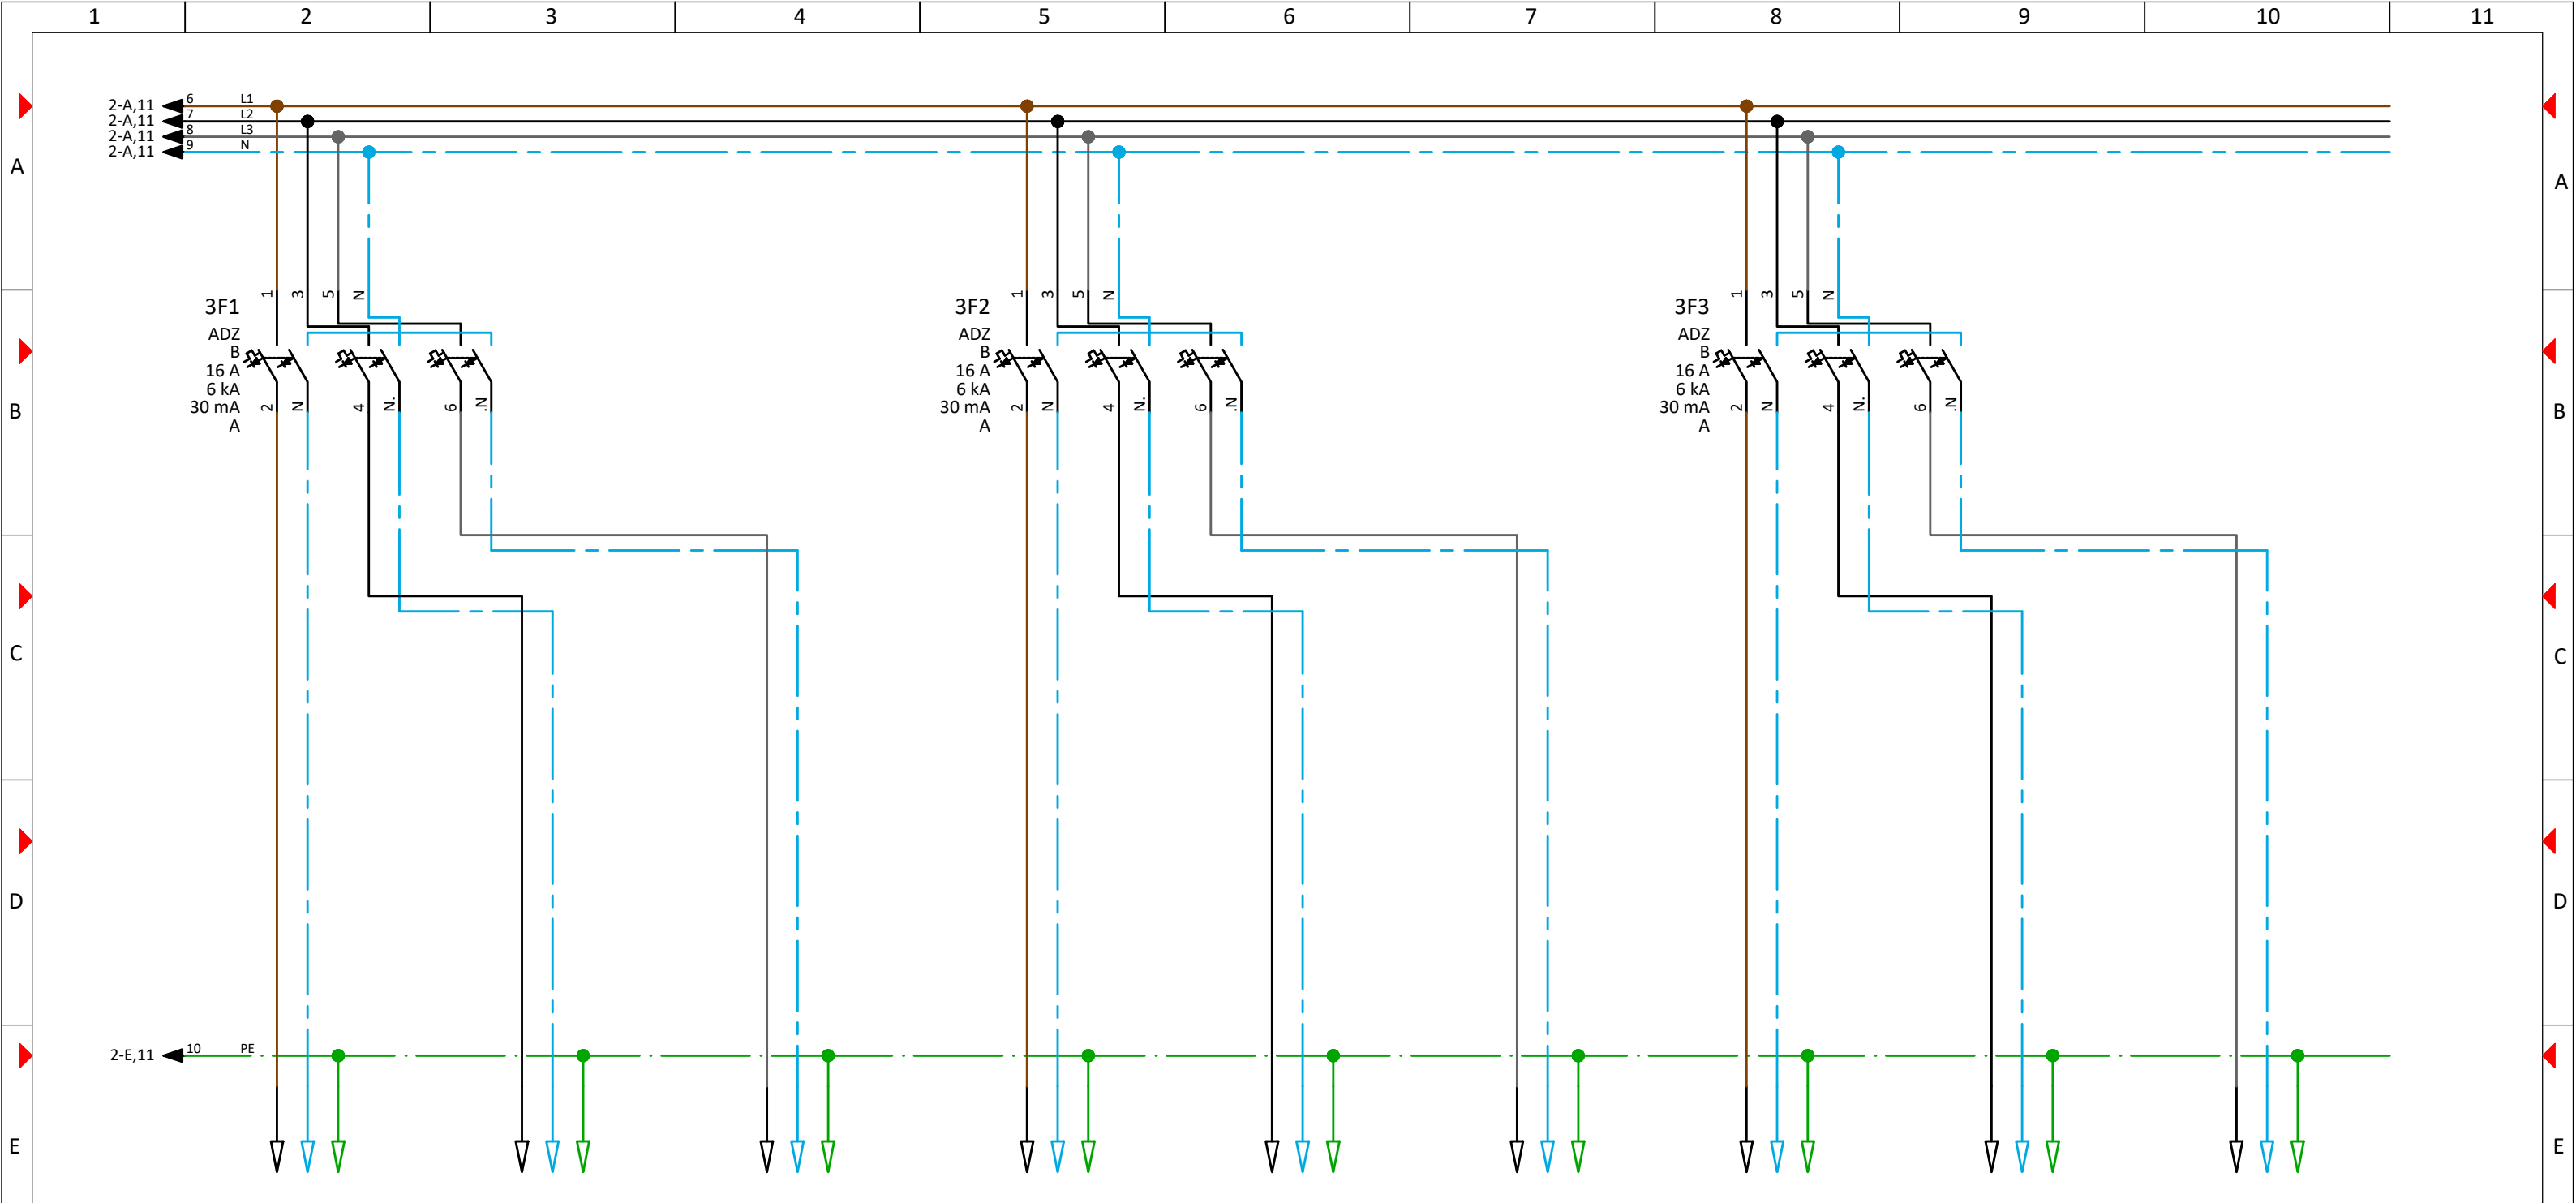 1 2 3 4 5 6 7 8 9 10 11
2-A,11 6 L1
2-A,11 7 L2
2-A,11 8 L3
2-A,11 9 N
A A
1 3 5 N
1 3 5 N
1 3 5 N
3F1
ADZ
B
16 A
6 kA
30 mA
A
2 N 4 N. 6 .N
3F2
ADZ
B
16 A
6 kA
30 mA
A
2 N 4 N. 6 .N
3F3
ADZ
B
16 A
6 kA
30 mA
A
2 N 4 N. 6 .N
B B
C C
D D
2-E,11 10 PE
E E